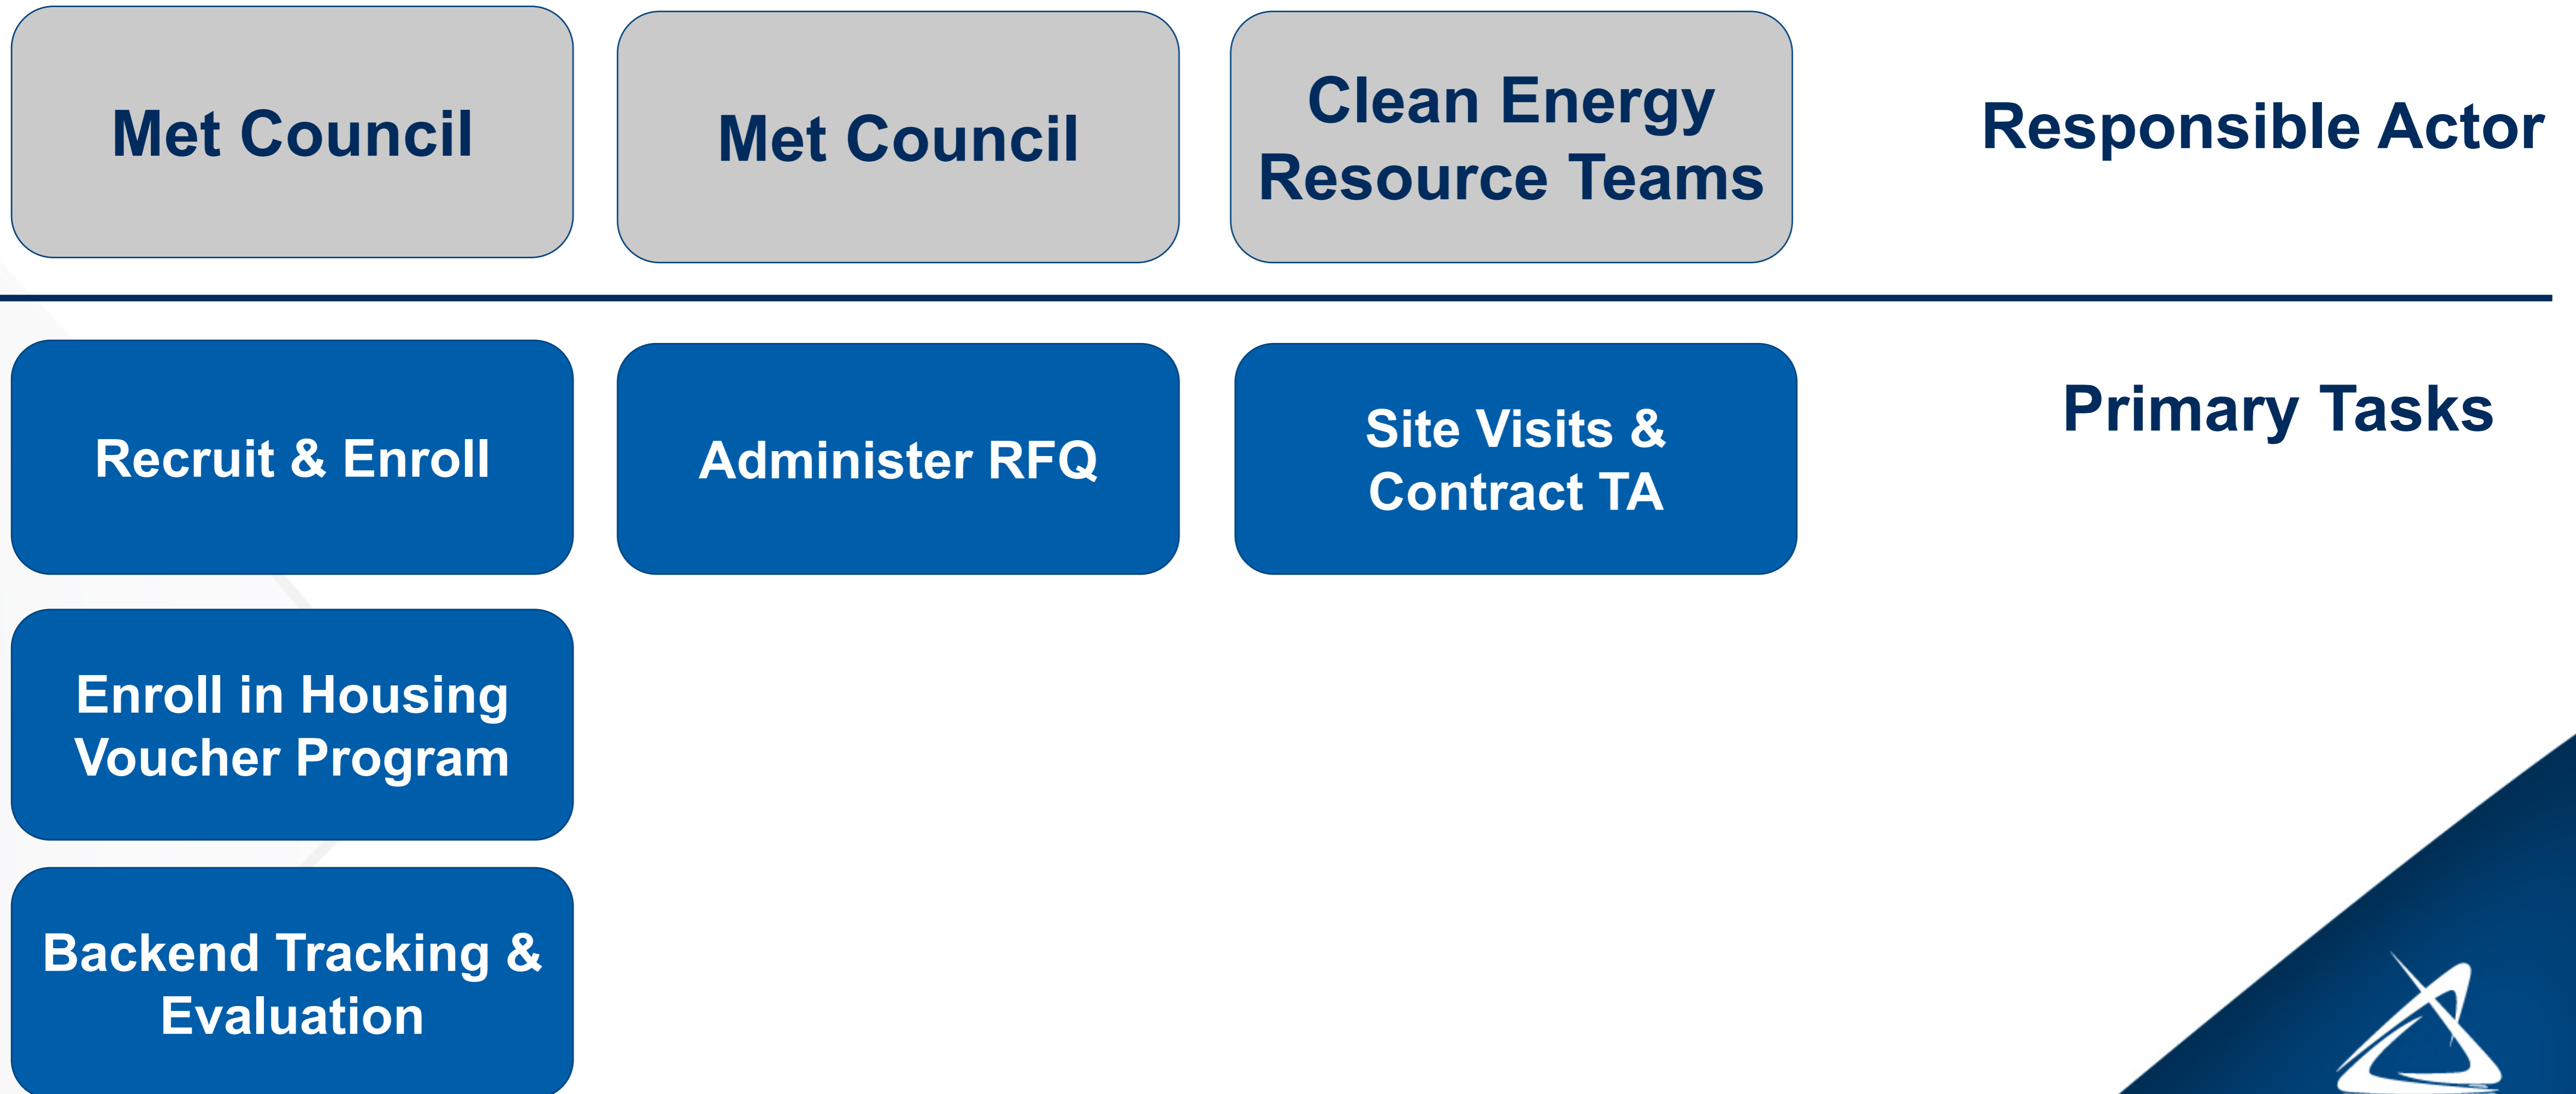 Met Council
Met Council
Clean Energy
Resource Teams
Responsible Actor
Recruit & Enroll
Administer RFQ
Site Visits &
Contract TA
Primary Tasks
Enroll in Housing
Voucher Program
Backend Tracking &
Evaluation